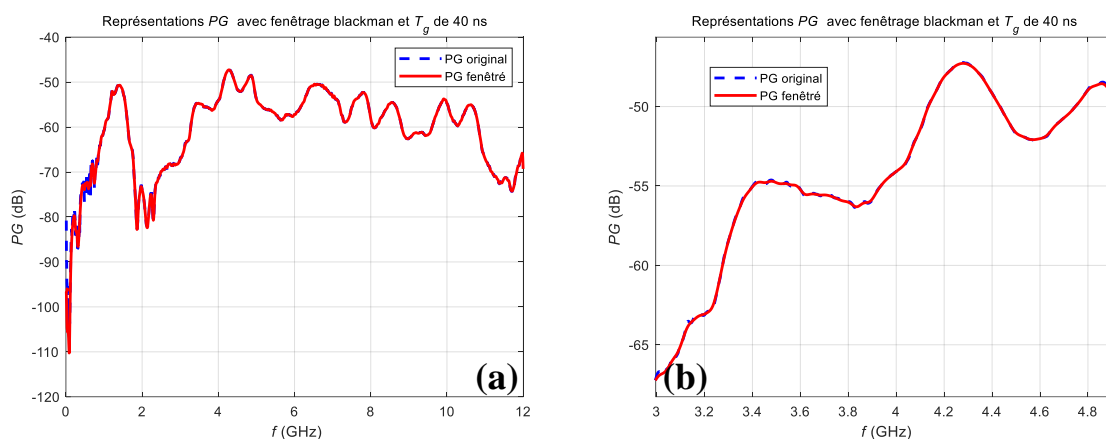 Représentations PG avec fenêtrage blackman et Tg de 40 ns
-40
-50
-60
-70
-80
-90
-100
-110
-120
PG (dB)
0
2
4
6
8
10
12
f (GHz)
PG original
PG fenêtré
(a)
Représentations PG avec fenêtrage blackman et Tg de 40 ns
-50
-55
-60
-65
PG (dB)
3
3.2
3.4
3.6
3.8
4
4.2
4.4
4.6
4.8
f (GHz)
PG original
PG fenêtré
(b)